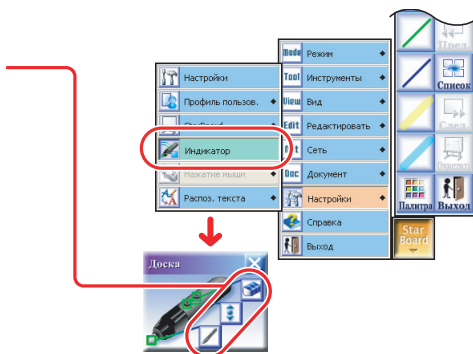 Настройки
Профиль пользов.
StarBoard
Индикатор
Нажатие мыши
Распоз. текста
Mode Режим
Tool Инструменты
View Вид
Edit Редактировать
Сеть
Doc Документ
Настройки
Справка
Выход
Пред.
Список
След.
Палитра
Выход
Star
Board
Доска